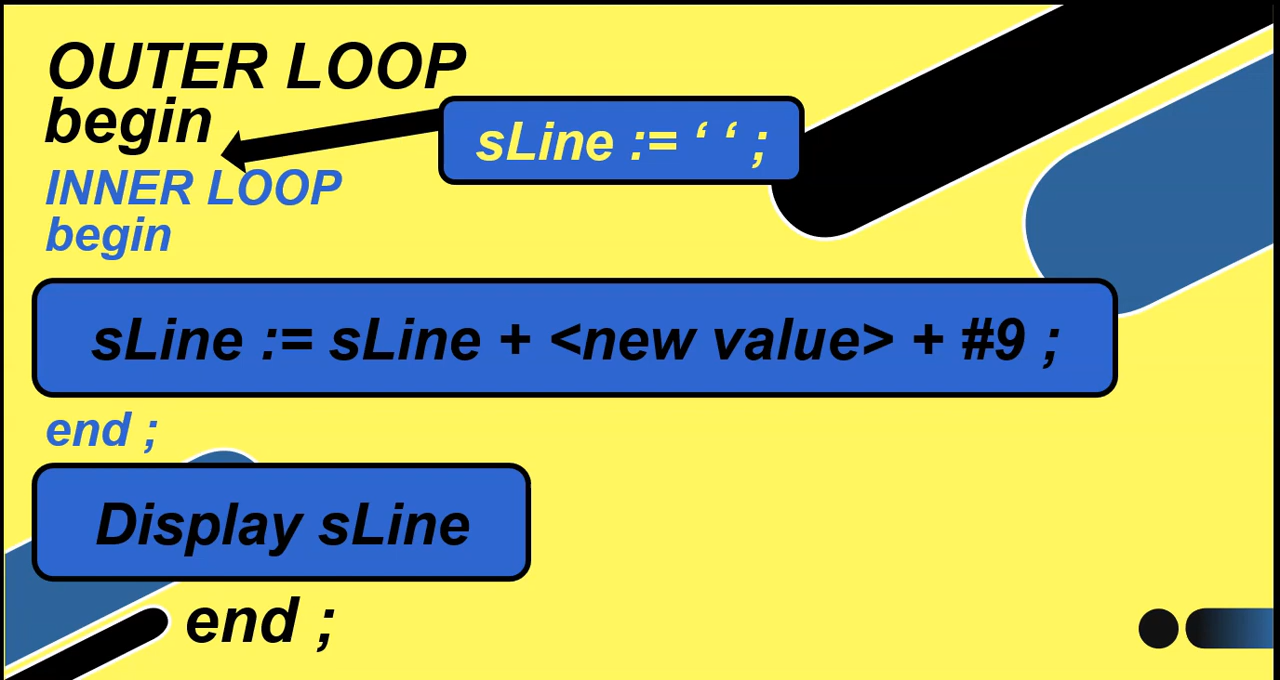 OUTER LOOP
begin
sLine := ‘ ‘ ;
INNER LOOP
begin
sLine := sLine + <new value> + #9 ;
end ;
Display sLine
end ;